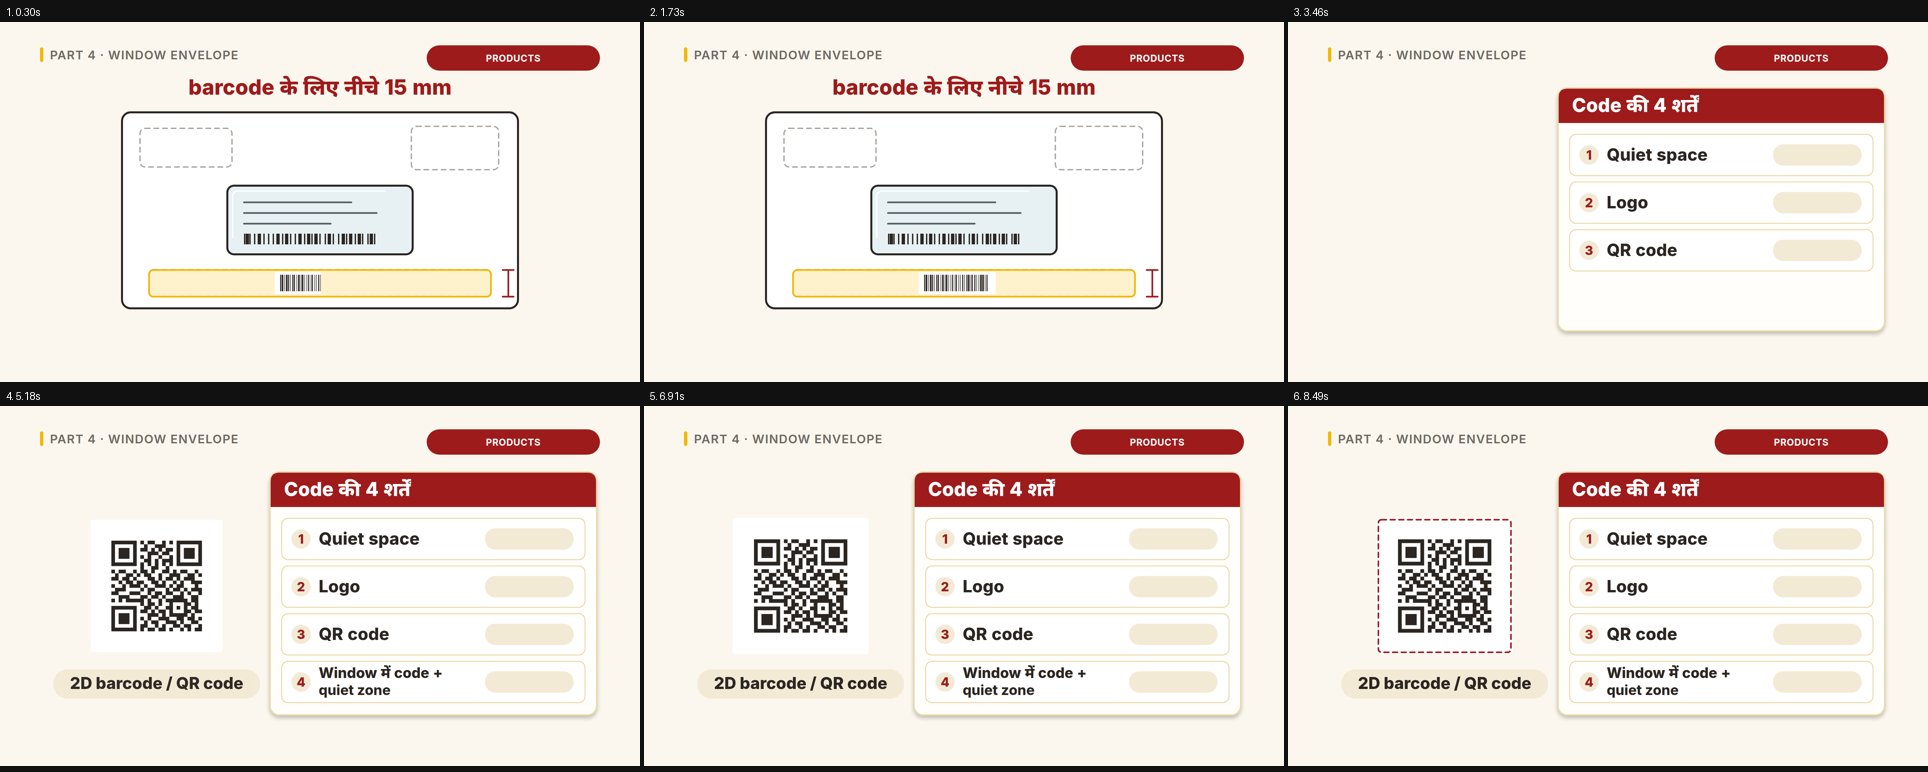 1. 0.30s
PART 4 · WINDOW ENVELOPE
PRODUCTS
barcode के लिए नीचे 15 mm
2. 1.73s
PART 4 · WINDOW ENVELOPE
PRODUCTS
barcode के लिए नीचे 15 mm
3. 3.46s
PART 4 · WINDOW ENVELOPE
PRODUCTS
Code की 4 शर्तें
1 Quiet space
2 Logo
3 QR code
4. 5.18s
PART 4 · WINDOW ENVELOPE
PRODUCTS
Code की 4 शर्तें
1 Quiet space
2 Logo
3 QR code
4 Window में code +
quiet zone
2D barcode / QR code
5. 6.91s
PART 4 · WINDOW ENVELOPE
PRODUCTS
Code की 4 शर्तें
1 Quiet space
2 Logo
3 QR code
4 Window में code +
quiet zone
2D barcode / QR code
6. 8.49s
PART 4 · WINDOW ENVELOPE
PRODUCTS
Code की 4 शर्तें
1 Quiet space
2 Logo
3 QR code
4 Window में code +
quiet zone
2D barcode / QR code